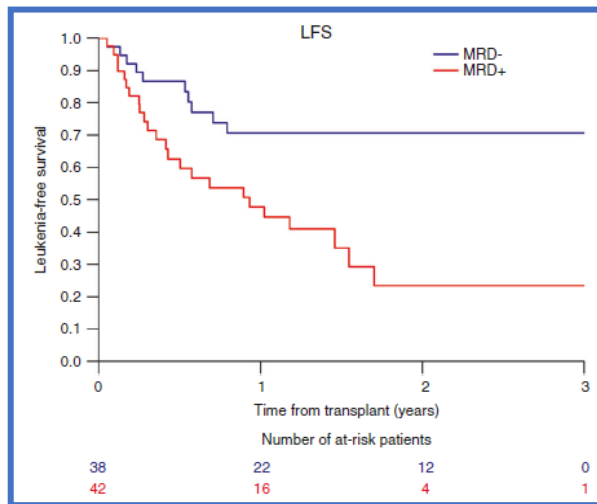 LFS
MRD-
MRD+
1.0
0.9
0.8
0.7
0.6
0.5
0.4
0.3
0.2
0.1
0.0
Leukenia-free survival
0 1 2 3
Time from transplant (years)
Number of at-risk patients
38 22 12 0
42 16 4 1